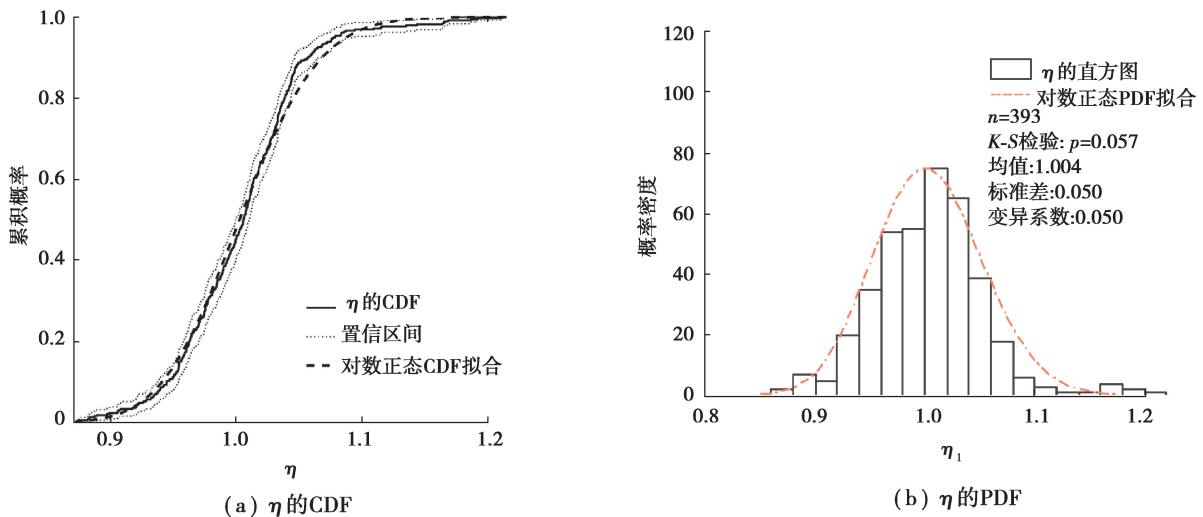 1.0
0.8
0.6
0.4
0.2
0
累积概率
0.9
1.0
1.1
1.2
η
η的CDF
置信区间
对数正态CDF拟合
(a) η的CDF
120
100
80
60
40
20
0
概率密度
0.8
0.9
1.0
1.1
1.2
η1
η的直方图
对数正态PDF拟合
n=393
K-S检验: p=0.057
均值:1.004
标准差:0.050
变异系数:0.050
(b) η的PDF